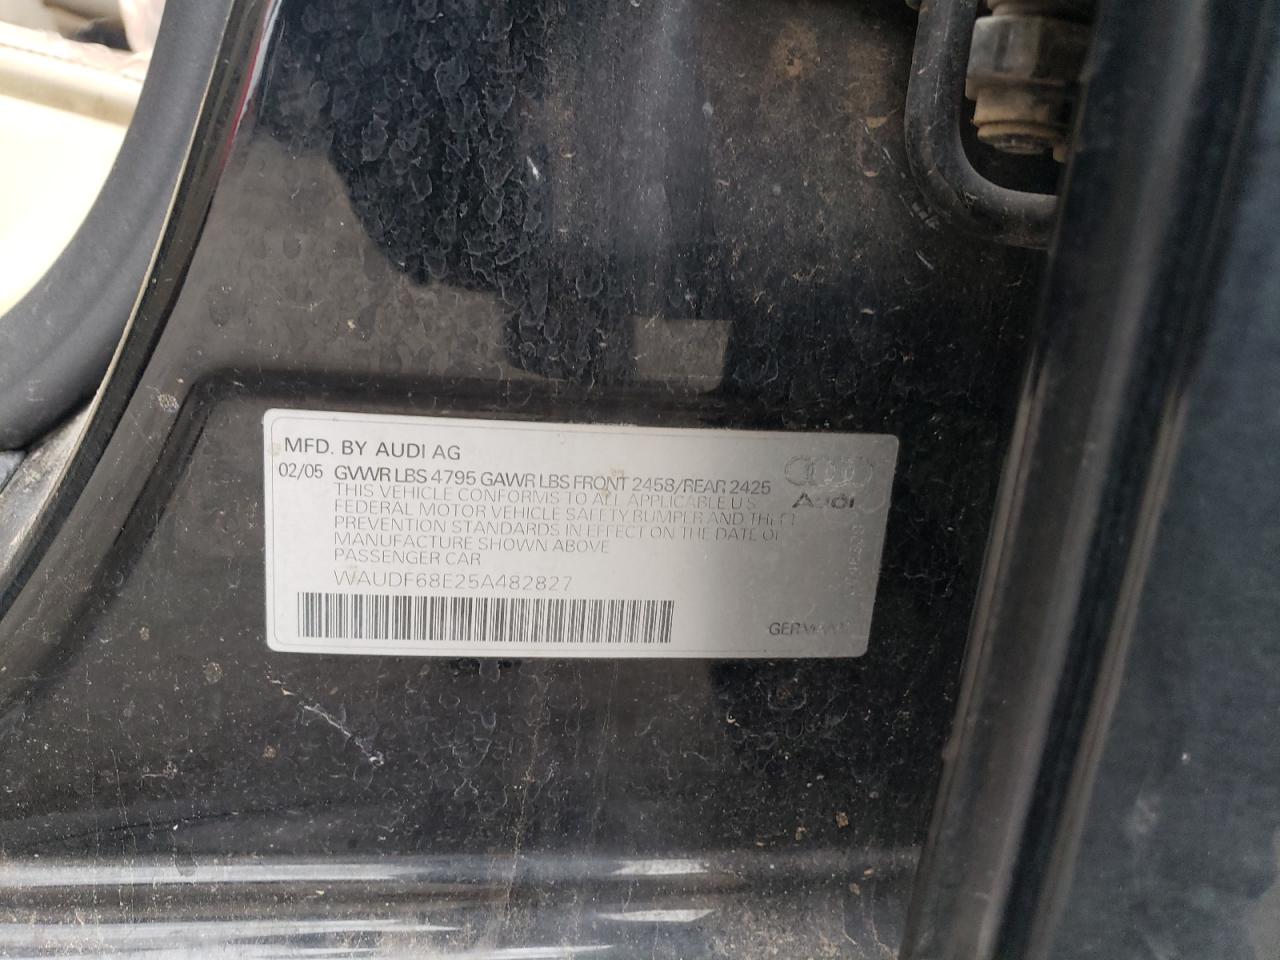 MFD. BY AUDI AG
02/05 GVWR LBS 4795 GAWR LBS FRONT 2458/REAR 2425
THIS VEHICLE CONFORMS TO ALL APPLICABLE U S
FEDERAL MOTOR VEHICLE SAFETY BUMPER AND THEFT
PREVENTION STANDARDS IN EFFECT ON THE DATE OF
MANUFACTURE SHOWN ABOVE
PASSENGER CAR
WAUDF68E25A482827
Audi
GERMANY